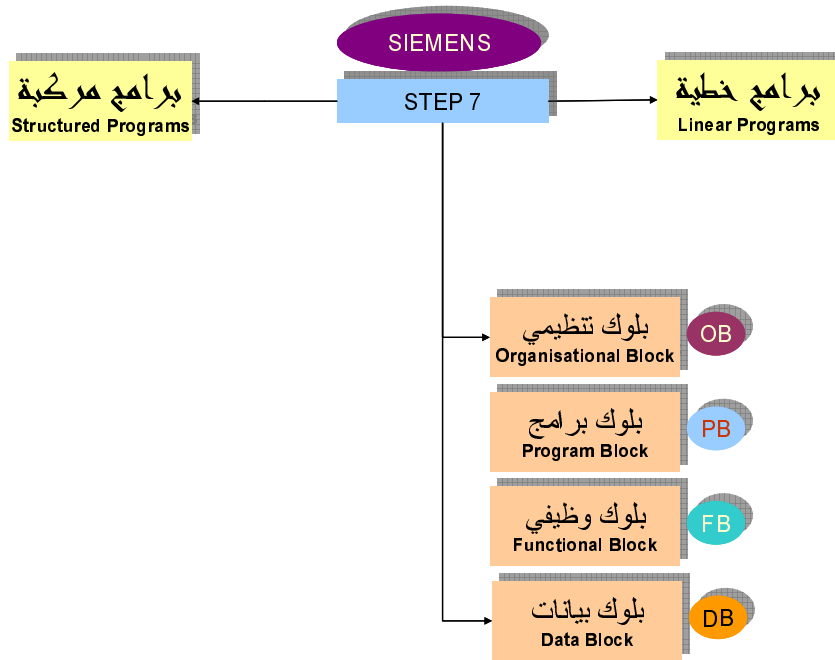 SIEMENS
STEP 7
برامج مركبة
Structured Programs
برامج خطية
Linear Programs
بلوك تنظيمي
Organisational Block
OB
بلوك برامج
Program Block
PB
بلوك وظيفي
Functional Block
FB
بلوك بيانات
Data Block
DB